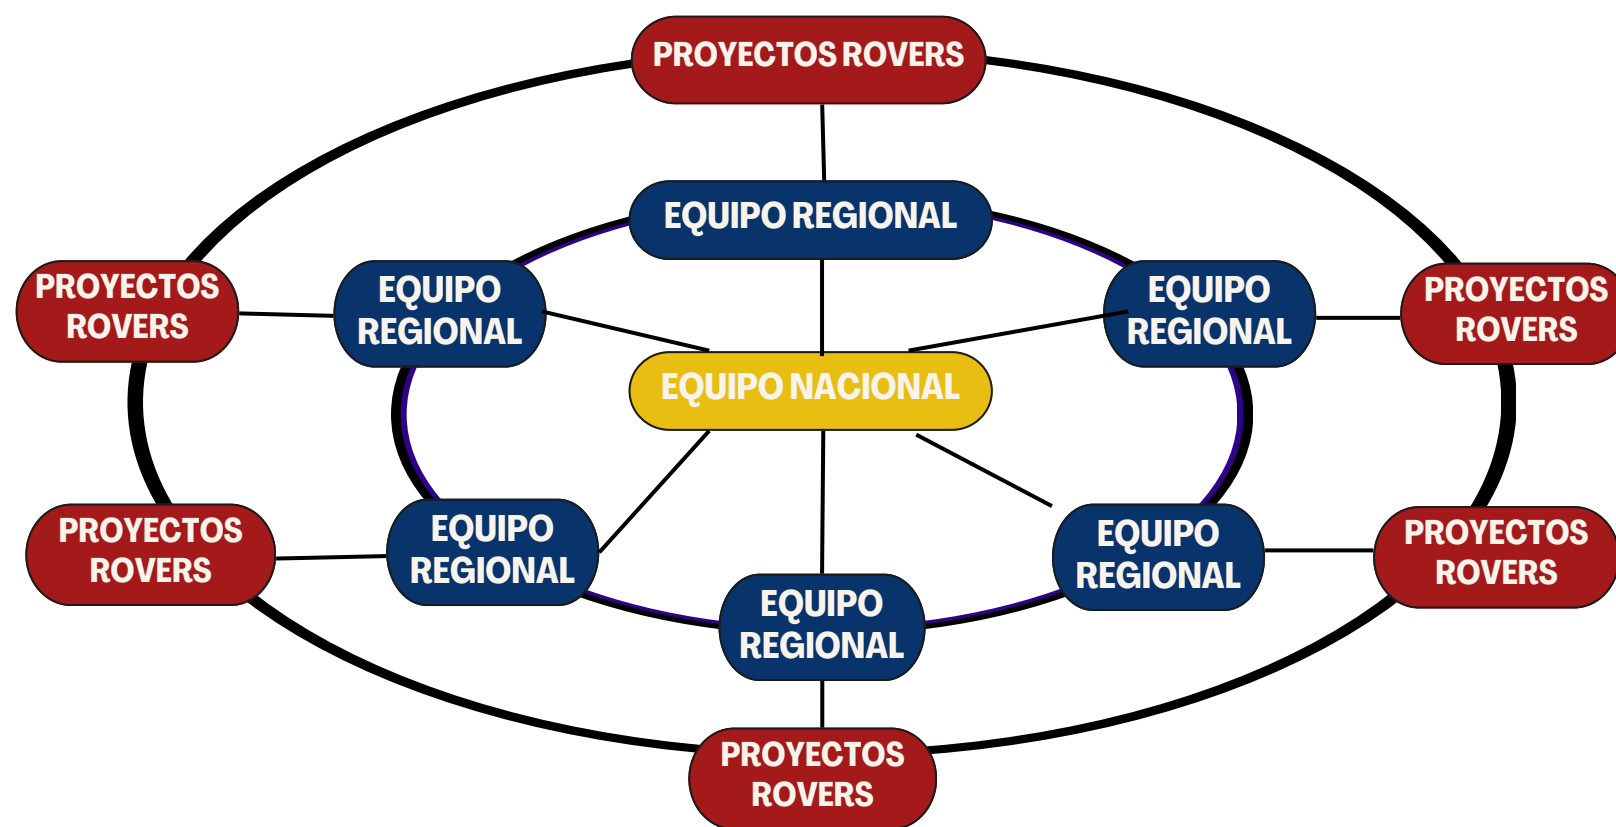 PROYECTOS ROVERS
EQUIPO REGIONAL
PROYECTOS
ROVERS
EQUIPO
REGIONAL
EQUIPO
REGIONAL
PROYECTOS
ROVERS
EQUIPO NACIONAL
PROYECTOS
ROVERS
EQUIPO
REGIONAL
EQUIPO
REGIONAL
PROYECTOS
ROVERS
EQUIPO
REGIONAL
PROYECTOS
ROVERS